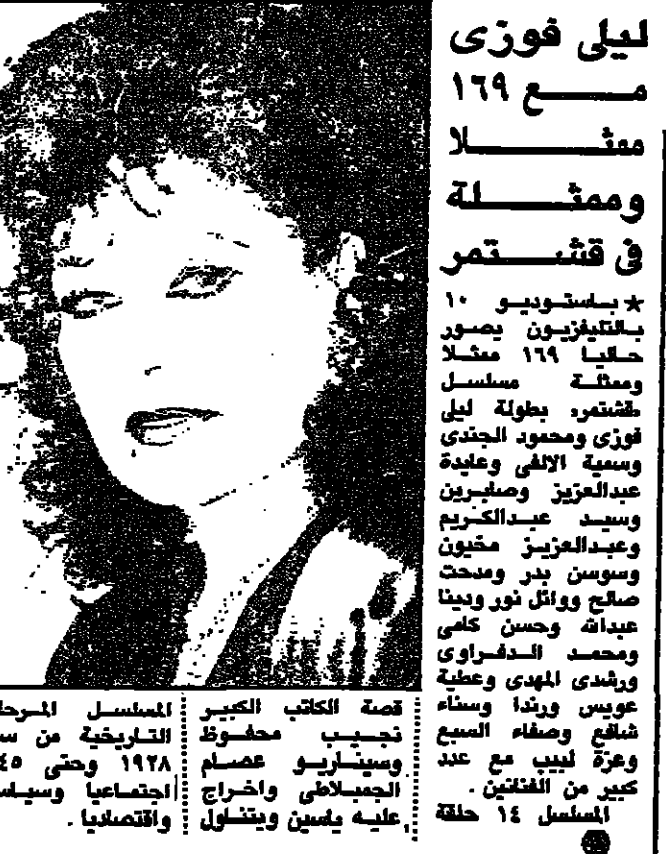 ليلى فوزى
مع ١٦٩
ممثلا
وممثلة
فى قشتمر
★ باستوديو ١٠
بالتليفزيون يصور
حاليا ١٦٩ ممثلا
وممثلة مسلسل
«قشتمر» بطولة ليلى
فوزى ومحمود الجندى
وسمية الالفى وعايدة
عبدالعزيز وصابرين
وسيد عبدالكريم
وعبدالعزيز مخيون
وسوسن بدر ومدحت
صالح ووائل نور ودينا
عبدالله وحسن كامى
ومحمد الدفراوى
ورشدى المهدى وعطية
عويس ورندا وسناء
شافع وصفاء السبع
وعزة لبيب مع عدد
كبير من الفنانين .
المسلسل ١٤ حلقة
قصة الكاتب الكبير
نجيب محفوظ
وسيناريو عصام
الجمبلاطى واخراج
عليه ياسين ويتناول
المسلسل المرحا
التاريخية من س
١٩٢٨ وحتى ٤٥
اجتماعيا وسياس
واقتصاديا .